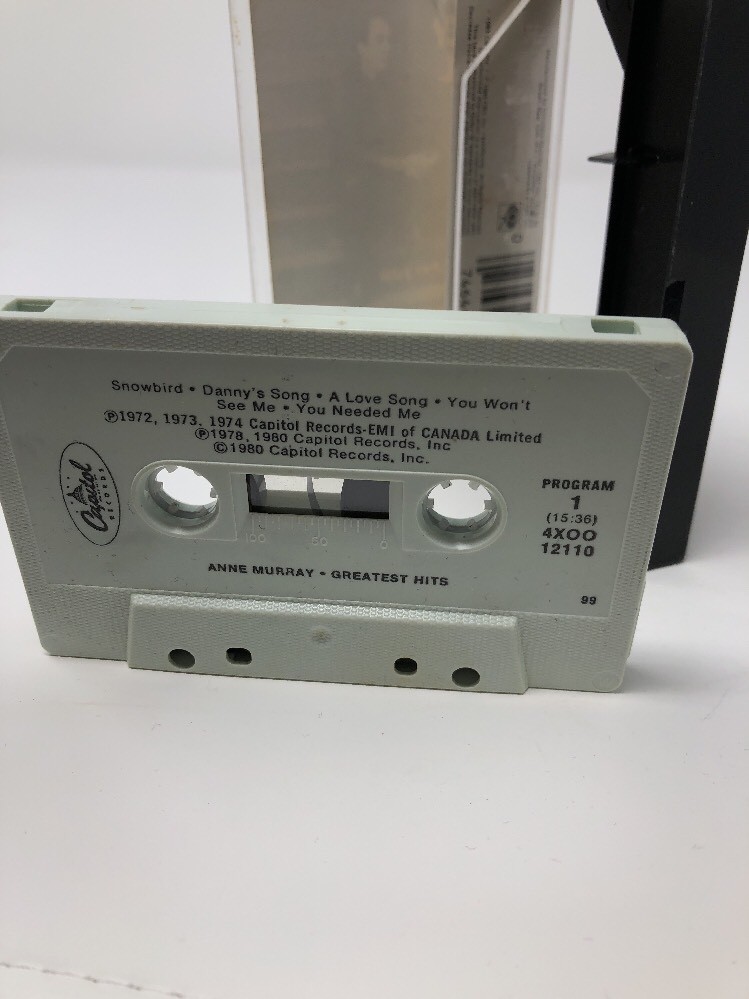 Snowbird • Danny's Song • A Love Song • You Won't
See Me • You Needed Me
℗1972, 1973, 1974 Capitol Records-EMI of CANADA Limited
℗1978, 1980 Capitol Records, Inc
©1980 Capitol Records, Inc.
Capitol
RECORDS
PROGRAM
1
(15:36)
4XOO
12110
100 50 0
ANNE MURRAY • GREATEST HITS
99